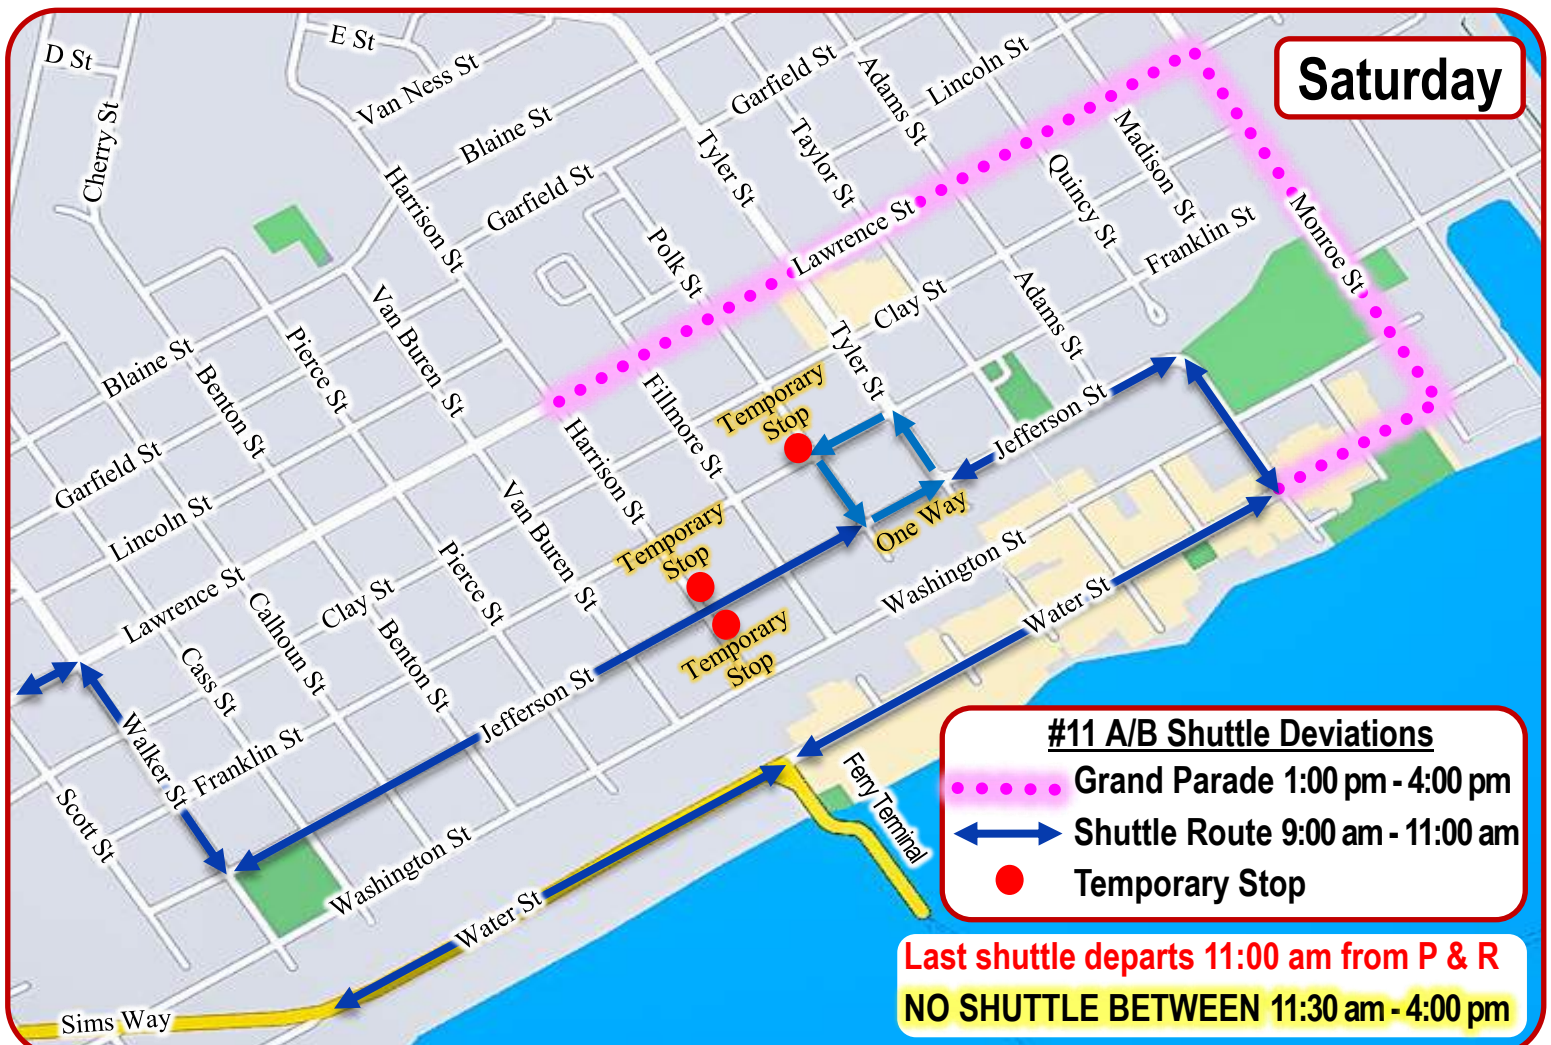 Saturday
D St
E St
Cherry St
Van Ness St
Blaine St
Garfield St
Adams St
Lincoln St
Tyler St
Taylor St
Madison St
Quincy St
Harrison St
Garfield St
Polk St
Lawrence St
Franklin St
Monroe St
Clay St
Adams St
Van Buren St
Pierce St
Blaine St
Benton St
Tyler St
Temporary
Stop
Fillmore St
Jefferson St
Harrison St
Garfield St
Lincoln St
Van Buren St
One Way
Temporary
Stop
Washington St
Pierce St
Water St
Lawrence St
Calhoun St
Clay St
Benton St
Cass St
Temporary
Stop
Jefferson St
Walker St
Franklin St
Scott St
Ferry Terminal
Washington St
Water St
Sims Way
#11 A/B Shuttle Deviations
Grand Parade 1:00 pm - 4:00 pm
Shuttle Route 9:00 am - 11:00 am
Temporary Stop
Last shuttle departs 11:00 am from P & R
NO SHUTTLE BETWEEN 11:30 am - 4:00 pm